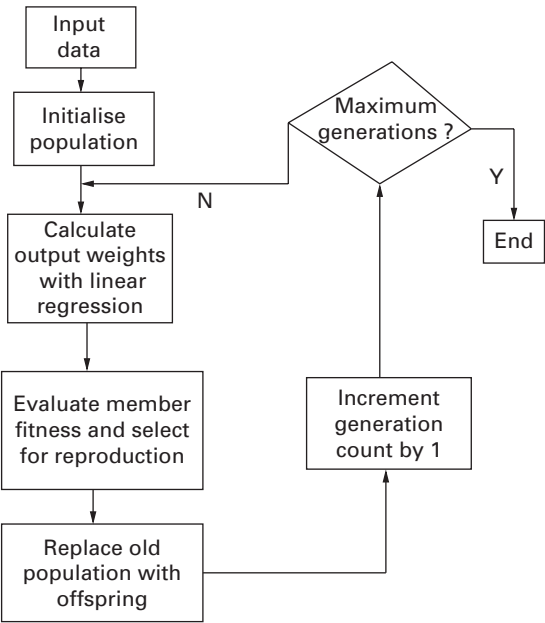 Input
data
Initialise
population
Calculate
output weights
with linear
regression
Evaluate member
fitness and select
for reproduction
Replace old
population with
offspring
Increment
generation
count by 1
Maximum
generations ?
N
Y
End